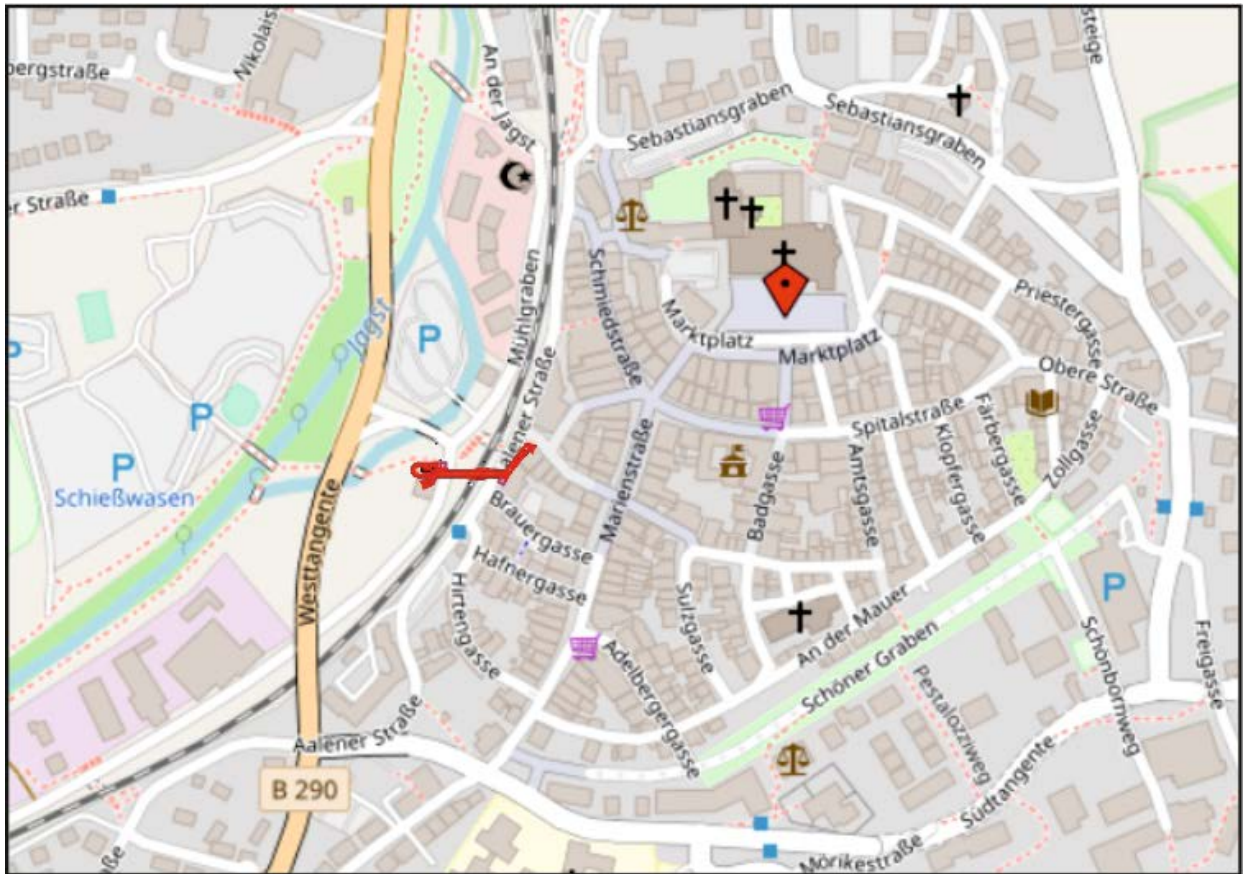 steige
Nikolais
bergstraße
An der Jagst
Sebastiansgraben
Sebastiansgraben
er Straße
Schmiedstraße
Mühlgraben
Priestergasse
Jagst
P
Marktplatz
Marktplatz
Obere Straße
P
P
Aalener Straße
Spitalstraße
Färbergasse
Zollgasse
P
Schießwasen
Marienstraße
Badgasse
Amtsgasse
Klopfergasse
Westtangente
Brauergasse
Hafnergasse
Hirtengasse
Sulzgasse
An der Mauer
P
Schönbornweg
Freigasse
Adelbergergasse
Schöner Graben
Pestalozziweg
Aalener Straße
B 290
Südtangente
Mörikestraße
aße